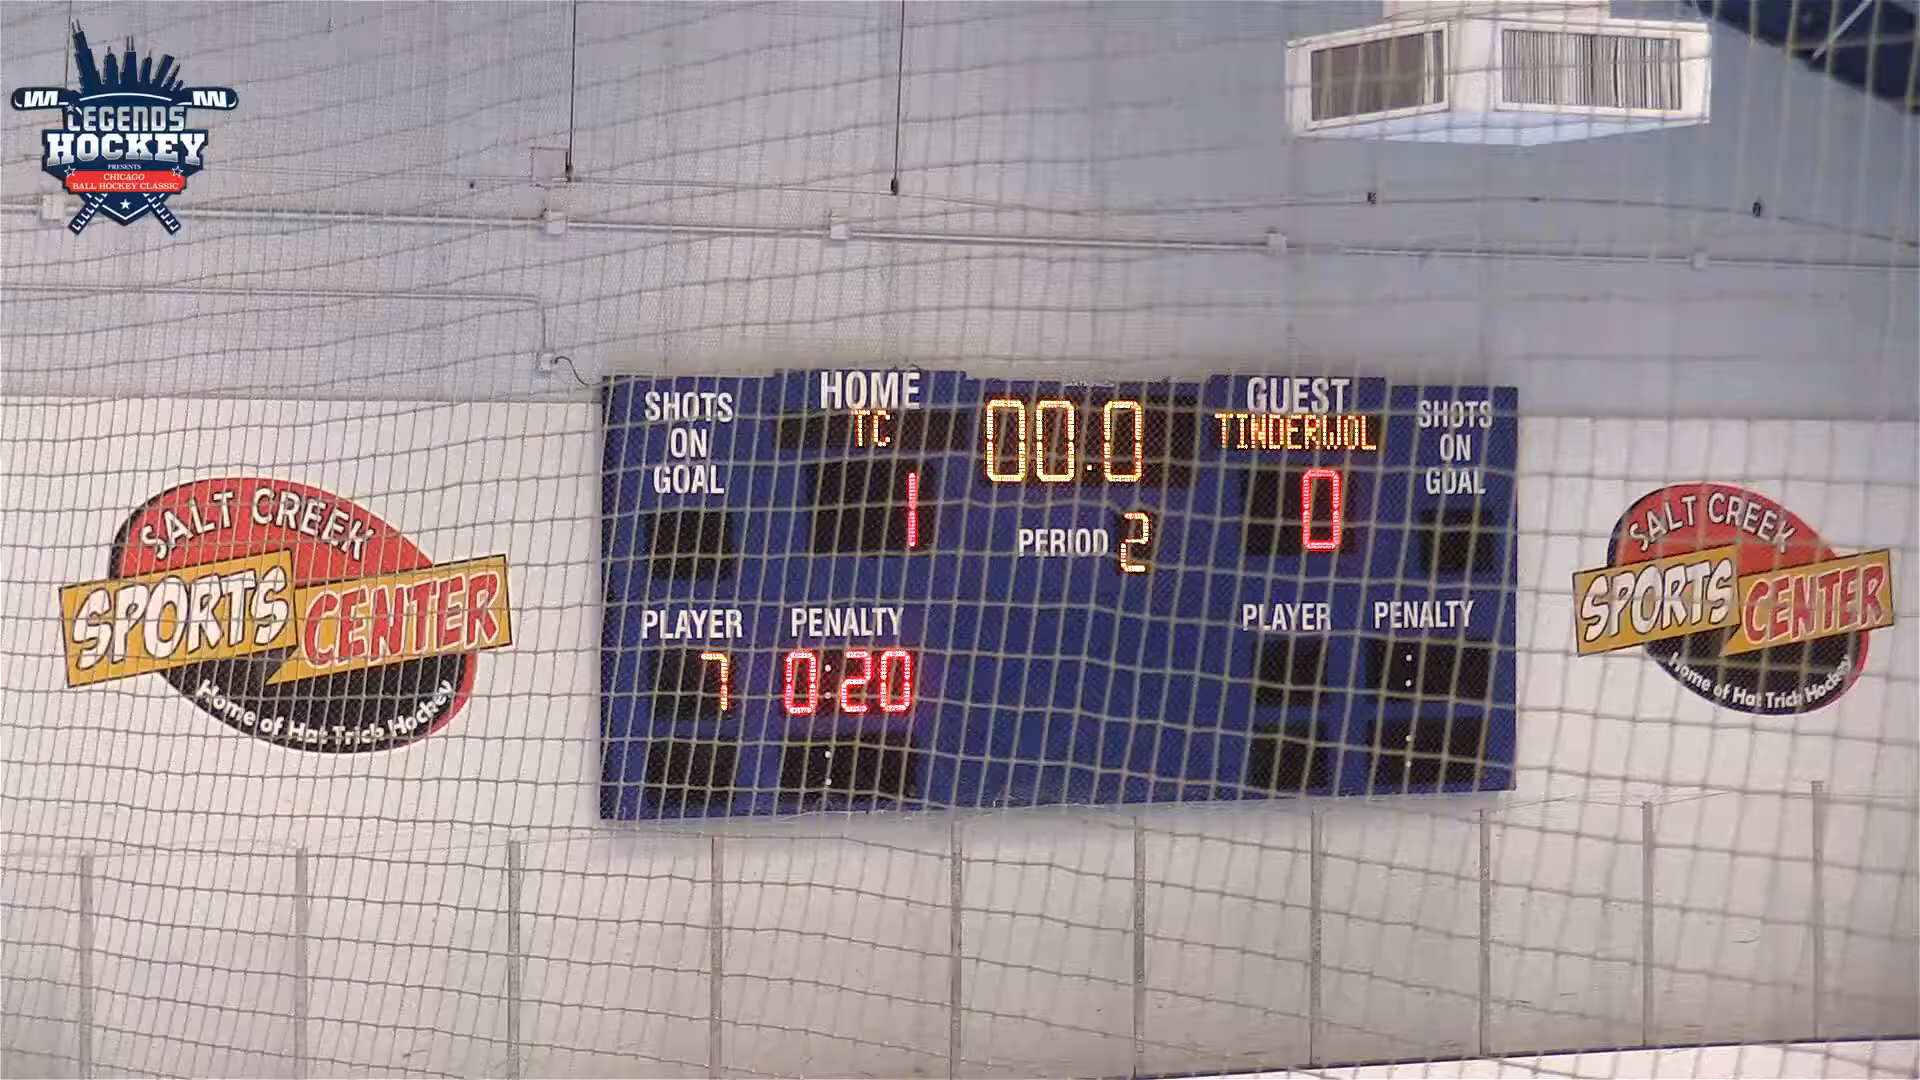 LEGENDS
HOCKEY
PRESENTS
CHICAGO
BALL HOCKEY CLASSIC
SHOTS
ON
GOAL
HOME
TC
1
00.0
PERIOD 2
GUEST
TINDERWOL
0
SHOTS
ON
GOAL
PLAYER PENALTY
7 0:20
PLAYER PENALTY
:
:
:
SALT CREEK
SPORTS CENTER
Home of Hat Trick Hockey
SALT CREEK
SPORTS CENTER
Home of Hat Trick Hockey